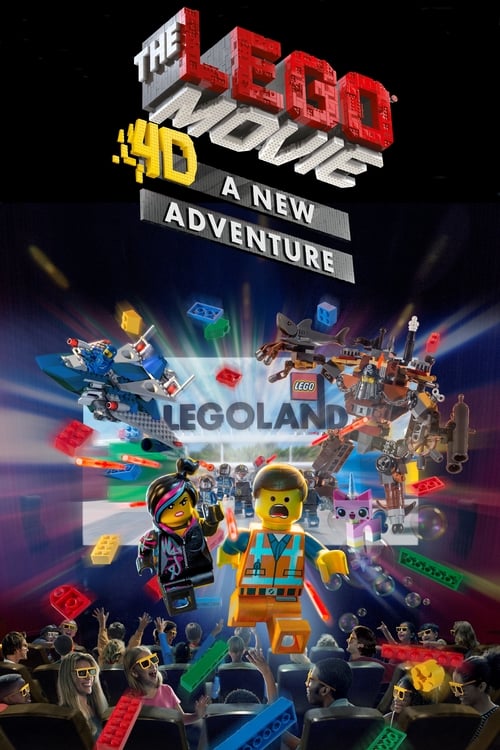 THE LEGO
MOVIE
4D A NEW
ADVENTURE
LEGO
LEGOLAND